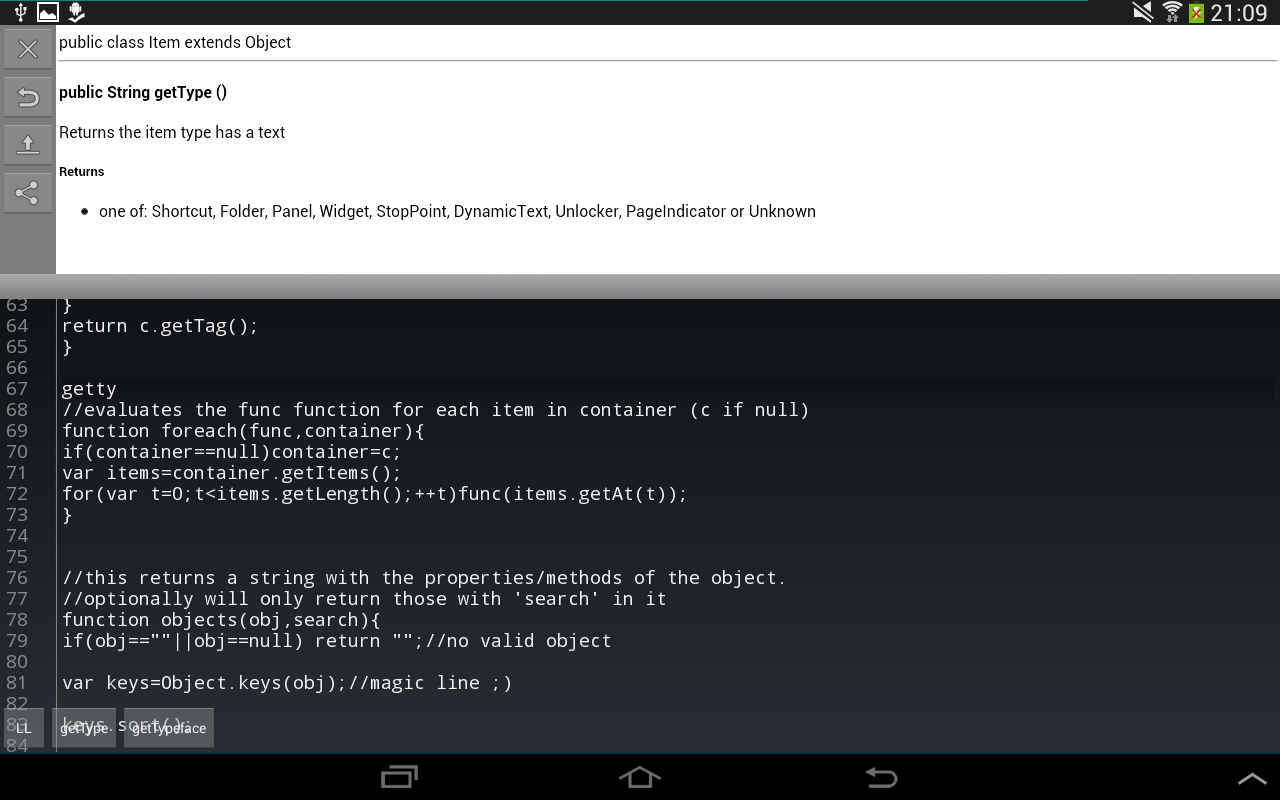 21:09
public class Item extends Object
public String getType ()
Returns the item type has a text
Returns
• one of: Shortcut, Folder, Panel, Widget, StopPoint, DynamicText, Unlocker, PageIndicator or Unknown
63 }
64 return c.getTag();
65 }
66
67 getty
68 //evaluates the func function for each item in container (c if null)
69 function foreach(func,container){
70 if(container==null)container=c;
71 var items=container.getItems();
72 for(var t=0;t<items.getLength();++t)func(items.getAt(t));
73 }
74
75
76 //this returns a string with the properties/methods of the object.
77 //optionally will only return those with 'search' in it
78 function objects(obj,search){
79 if(obj==""||obj==null) return "";//no valid object
80
81 var keys=Object.keys(obj);//magic line ;)
82
83 keys.sort();
LL getType getTypeface
84